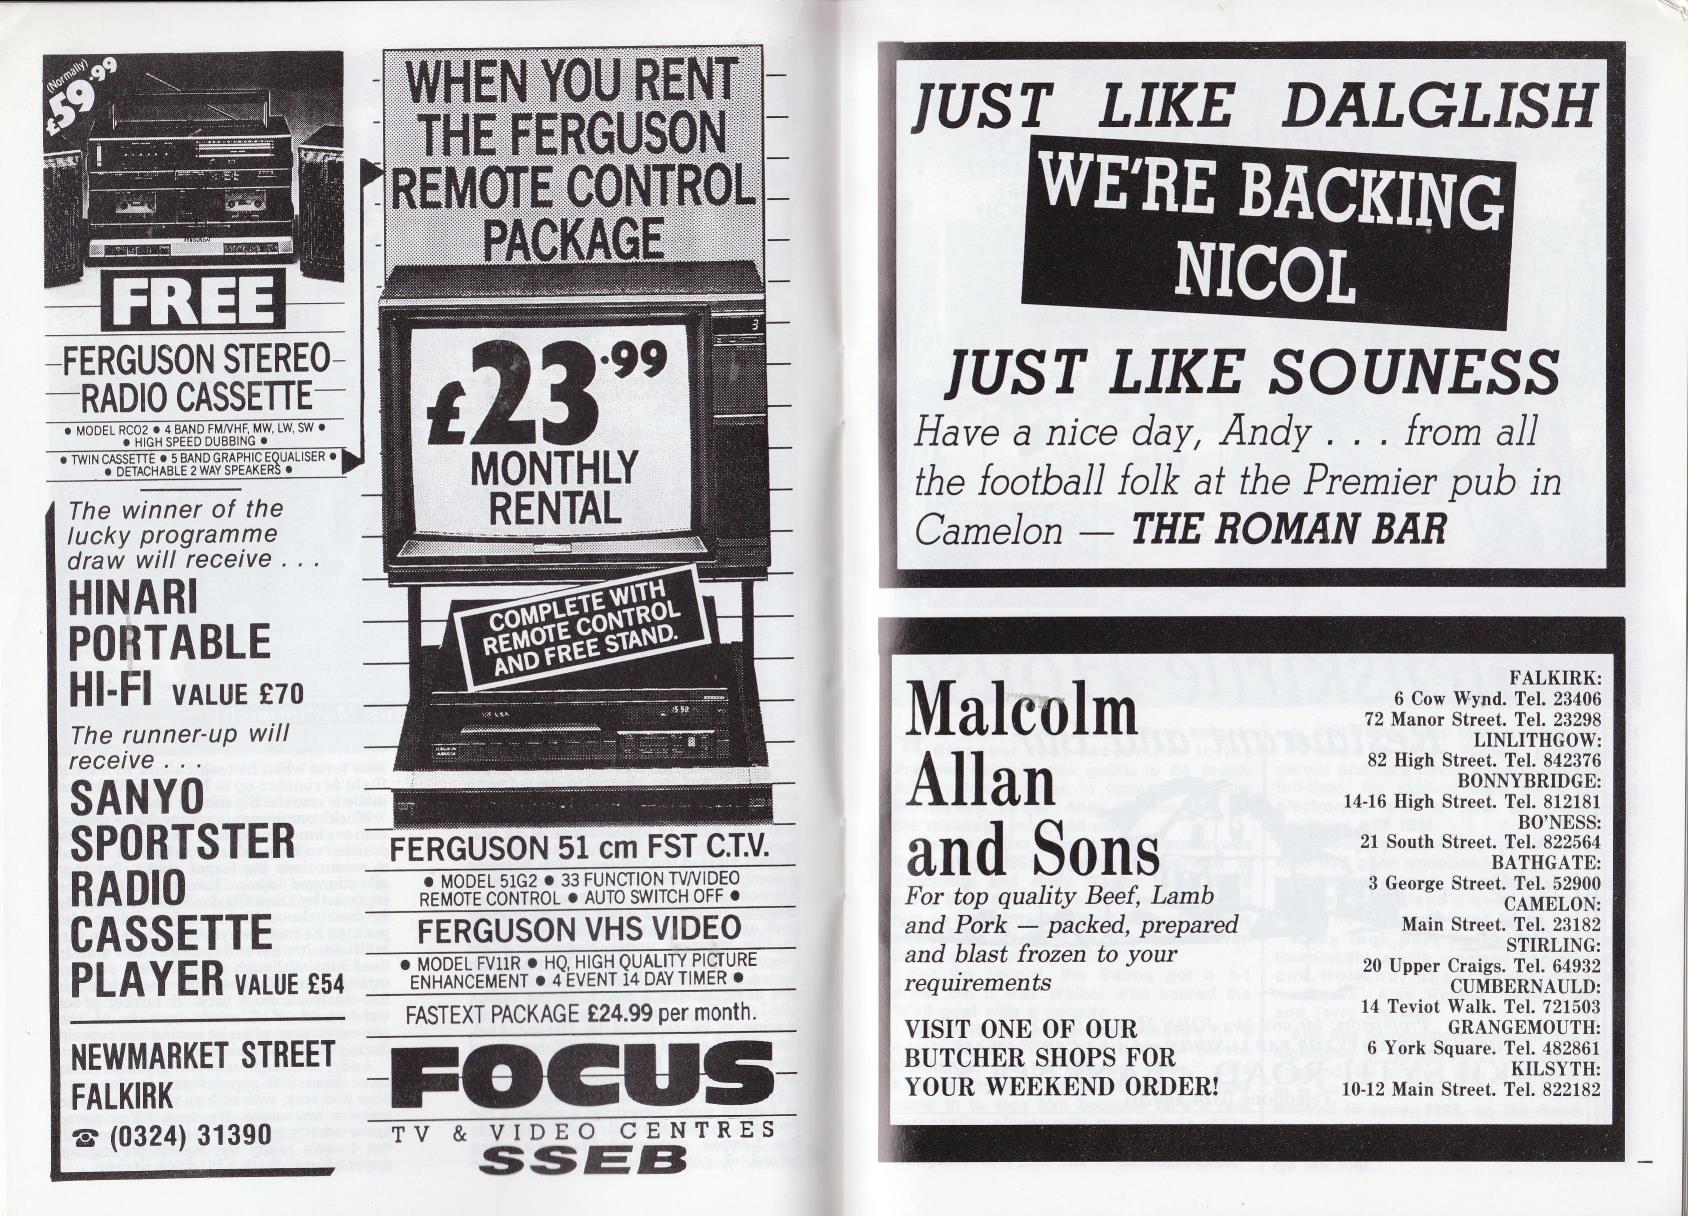 (Normally)
£59.99
FREE
FERGUSON STEREO
RADIO CASSETTE
● MODEL RC02 ● 4 BAND FM/VHF, MW, LW, SW ●
● HIGH SPEED DUBBING ●
● TWIN CASSETTE ● 5 BAND GRAPHIC EQUALISER ●
● DETACHABLE 2 WAY SPEAKERS ●
The winner of the
lucky programme
draw will receive . . .
HINARI
PORTABLE
HI-FI VALUE £70
The runner-up will
receive . . .
SANYO
SPORTSTER
RADIO
CASSETTE
PLAYER VALUE £54
NEWMARKET STREET
FALKIRK
☎ (0324) 31390
WHEN YOU RENT
THE FERGUSON
REMOTE CONTROL
PACKAGE
3
£23.99
MONTHLY
RENTAL
COMPLETE WITH
REMOTE CONTROL
AND FREE STAND.
FERGUSON 51 cm FST C.T.V.
● MODEL 51G2 ● 33 FUNCTION TV/VIDEO
REMOTE CONTROL ● AUTO SWITCH OFF ●
FERGUSON VHS VIDEO
● MODEL FV11R ● HQ, HIGH QUALITY PICTURE
ENHANCEMENT ● 4 EVENT 14 DAY TIMER ●
FASTEXT PACKAGE £24.99 per month.
FOCUS
TV & VIDEO CENTRES
SSEB
JUST LIKE DALGLISH
WE'RE BACKING
NICOL
JUST LIKE SOUNESS
Have a nice day, Andy . . . from all
the football folk at the Premier pub in
Camelon — THE ROMAN BAR
Malcolm
Allan
and Sons
For top quality Beef, Lamb
and Pork — packed, prepared
and blast frozen to your
requirements
VISIT ONE OF OUR
BUTCHER SHOPS FOR
YOUR WEEKEND ORDER!
FALKIRK:
6 Cow Wynd. Tel. 23406
72 Manor Street. Tel. 23298
LINLITHGOW:
82 High Street. Tel. 842376
BONNYBRIDGE:
14-16 High Street. Tel. 812181
BO'NESS:
21 South Street. Tel. 822564
BATHGATE:
3 George Street. Tel. 52900
CAMELON:
Main Street. Tel. 23182
STIRLING:
20 Upper Craigs. Tel. 64932
CUMBERNAULD:
14 Teviot Walk. Tel. 721503
GRANGEMOUTH:
6 York Square. Tel. 482861
KILSYTH:
10-12 Main Street. Tel. 822182